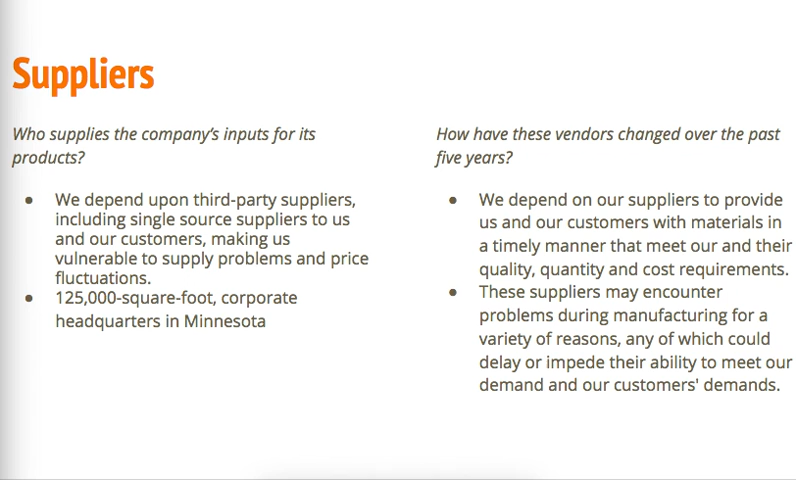 Suppliers
Who supplies the company's inputs for its
products?
● We depend upon third-party suppliers,
including single source suppliers to us
and our customers, making us
vulnerable to supply problems and price
fluctuations.
● 125,000-square-foot, corporate
headquarters in Minnesota
How have these vendors changed over the past
five years?
● We depend on our suppliers to provide
us and our customers with materials in
a timely manner that meet our and their
quality, quantity and cost requirements.
● These suppliers may encounter
problems during manufacturing for a
variety of reasons, any of which could
delay or impede their ability to meet our
demand and our customers' demands.